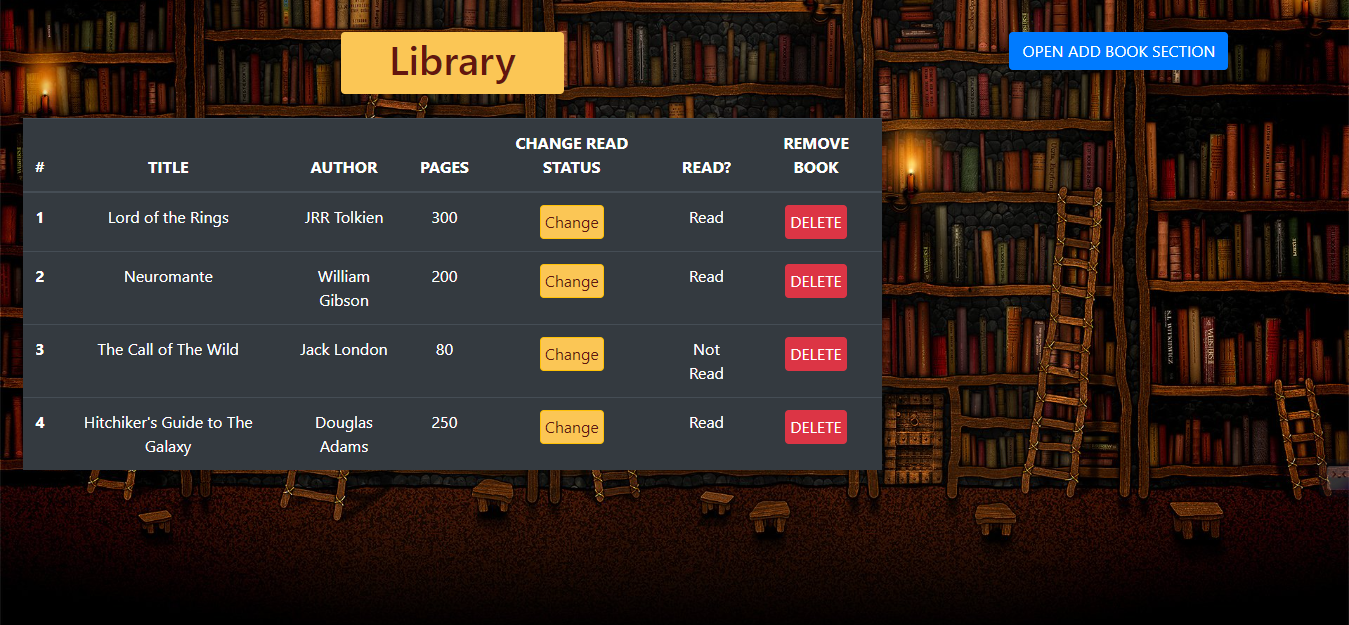 Library
OPEN ADD BOOK SECTION
# TITLE AUTHOR PAGES CHANGE READ STATUS READ? REMOVE BOOK
1 Lord of the Rings JRR Tolkien 300 Change Read DELETE
2 Neuromante William Gibson 200 Change Read DELETE
3 The Call of The Wild Jack London 80 Change Not Read DELETE
4 Hitchiker's Guide to The Galaxy Douglas Adams 250 Change Read DELETE